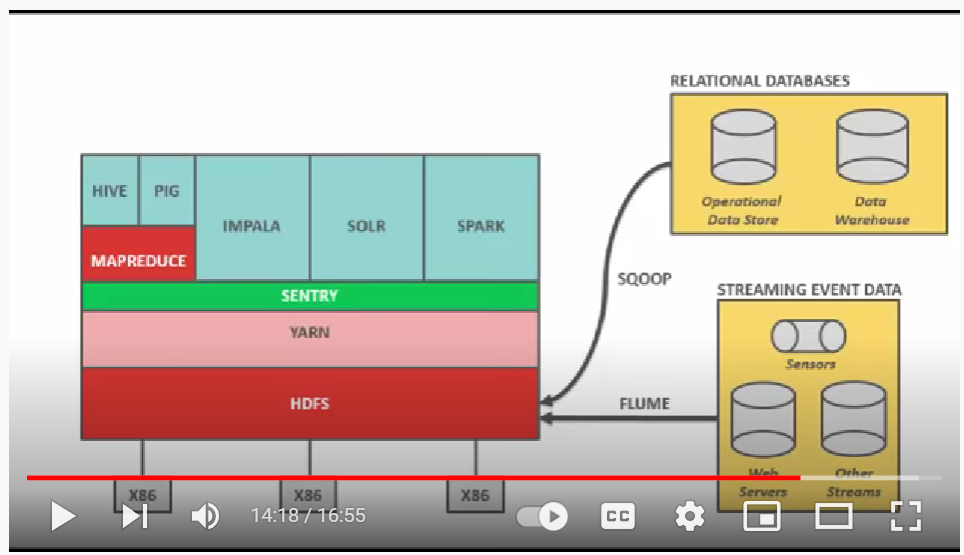 RELATIONAL DATABASES
Operational
Data Store
Data
Warehouse
HIVE
PIG
IMPALA
SOLR
SPARK
MAPREDUCE
SENTRY
YARN
HDFS
SQOOP
FLUME
STREAMING EVENT DATA
Sensors
Web
Servers
Other
Streams
X86
X86
X86
14:18 / 16:55
CC